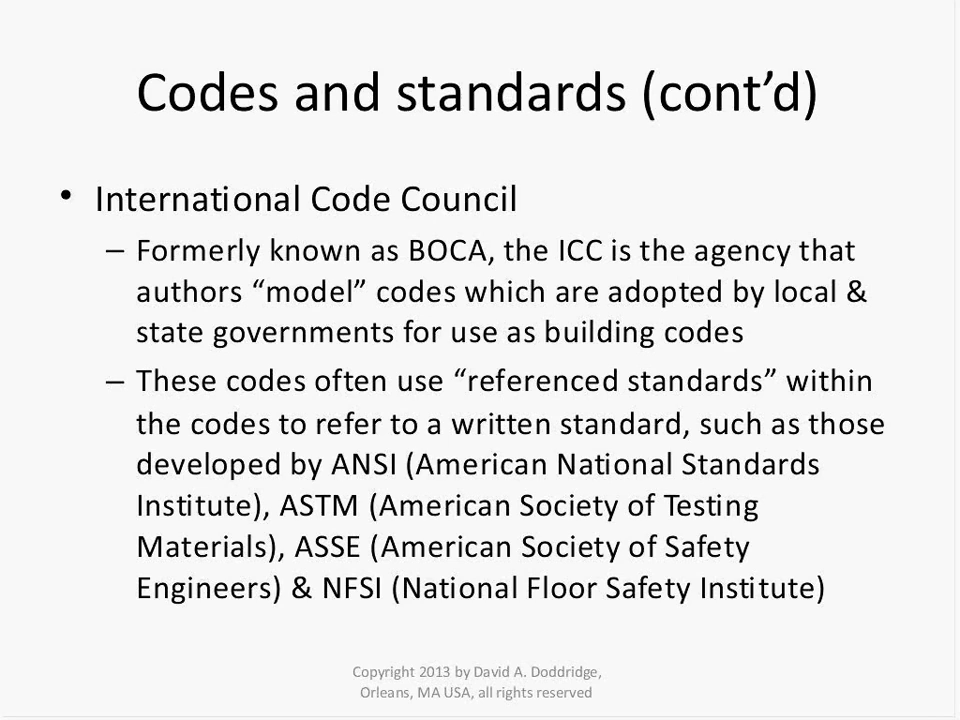 Codes and standards (cont’d)
• International Code Council
– Formerly known as BOCA, the ICC is the agency that
authors “model” codes which are adopted by local &
state governments for use as building codes
– These codes often use “referenced standards” within
the codes to refer to a written standard, such as those
developed by ANSI (American National Standards
Institute), ASTM (American Society of Testing
Materials), ASSE (American Society of Safety
Engineers) & NFSI (National Floor Safety Institute)
Copyright 2013 by David A. Doddridge,
Orleans, MA USA, all rights reserved